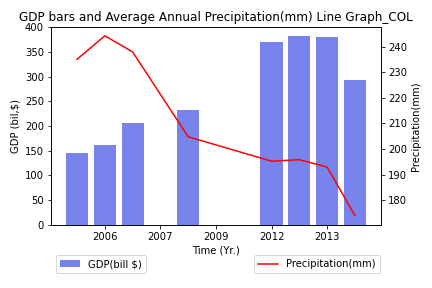 GDP bars and Average Annual Precipitation(mm) Line Graph_COL
400
350
300
250
200
150
100
50
0
GDP (bil,$)
240
230
220
210
200
190
180
Precipitation(mm)
2006 2007 2009 2012 2013
Time (Yr.)
GDP(bill $)
Precipitation(mm)